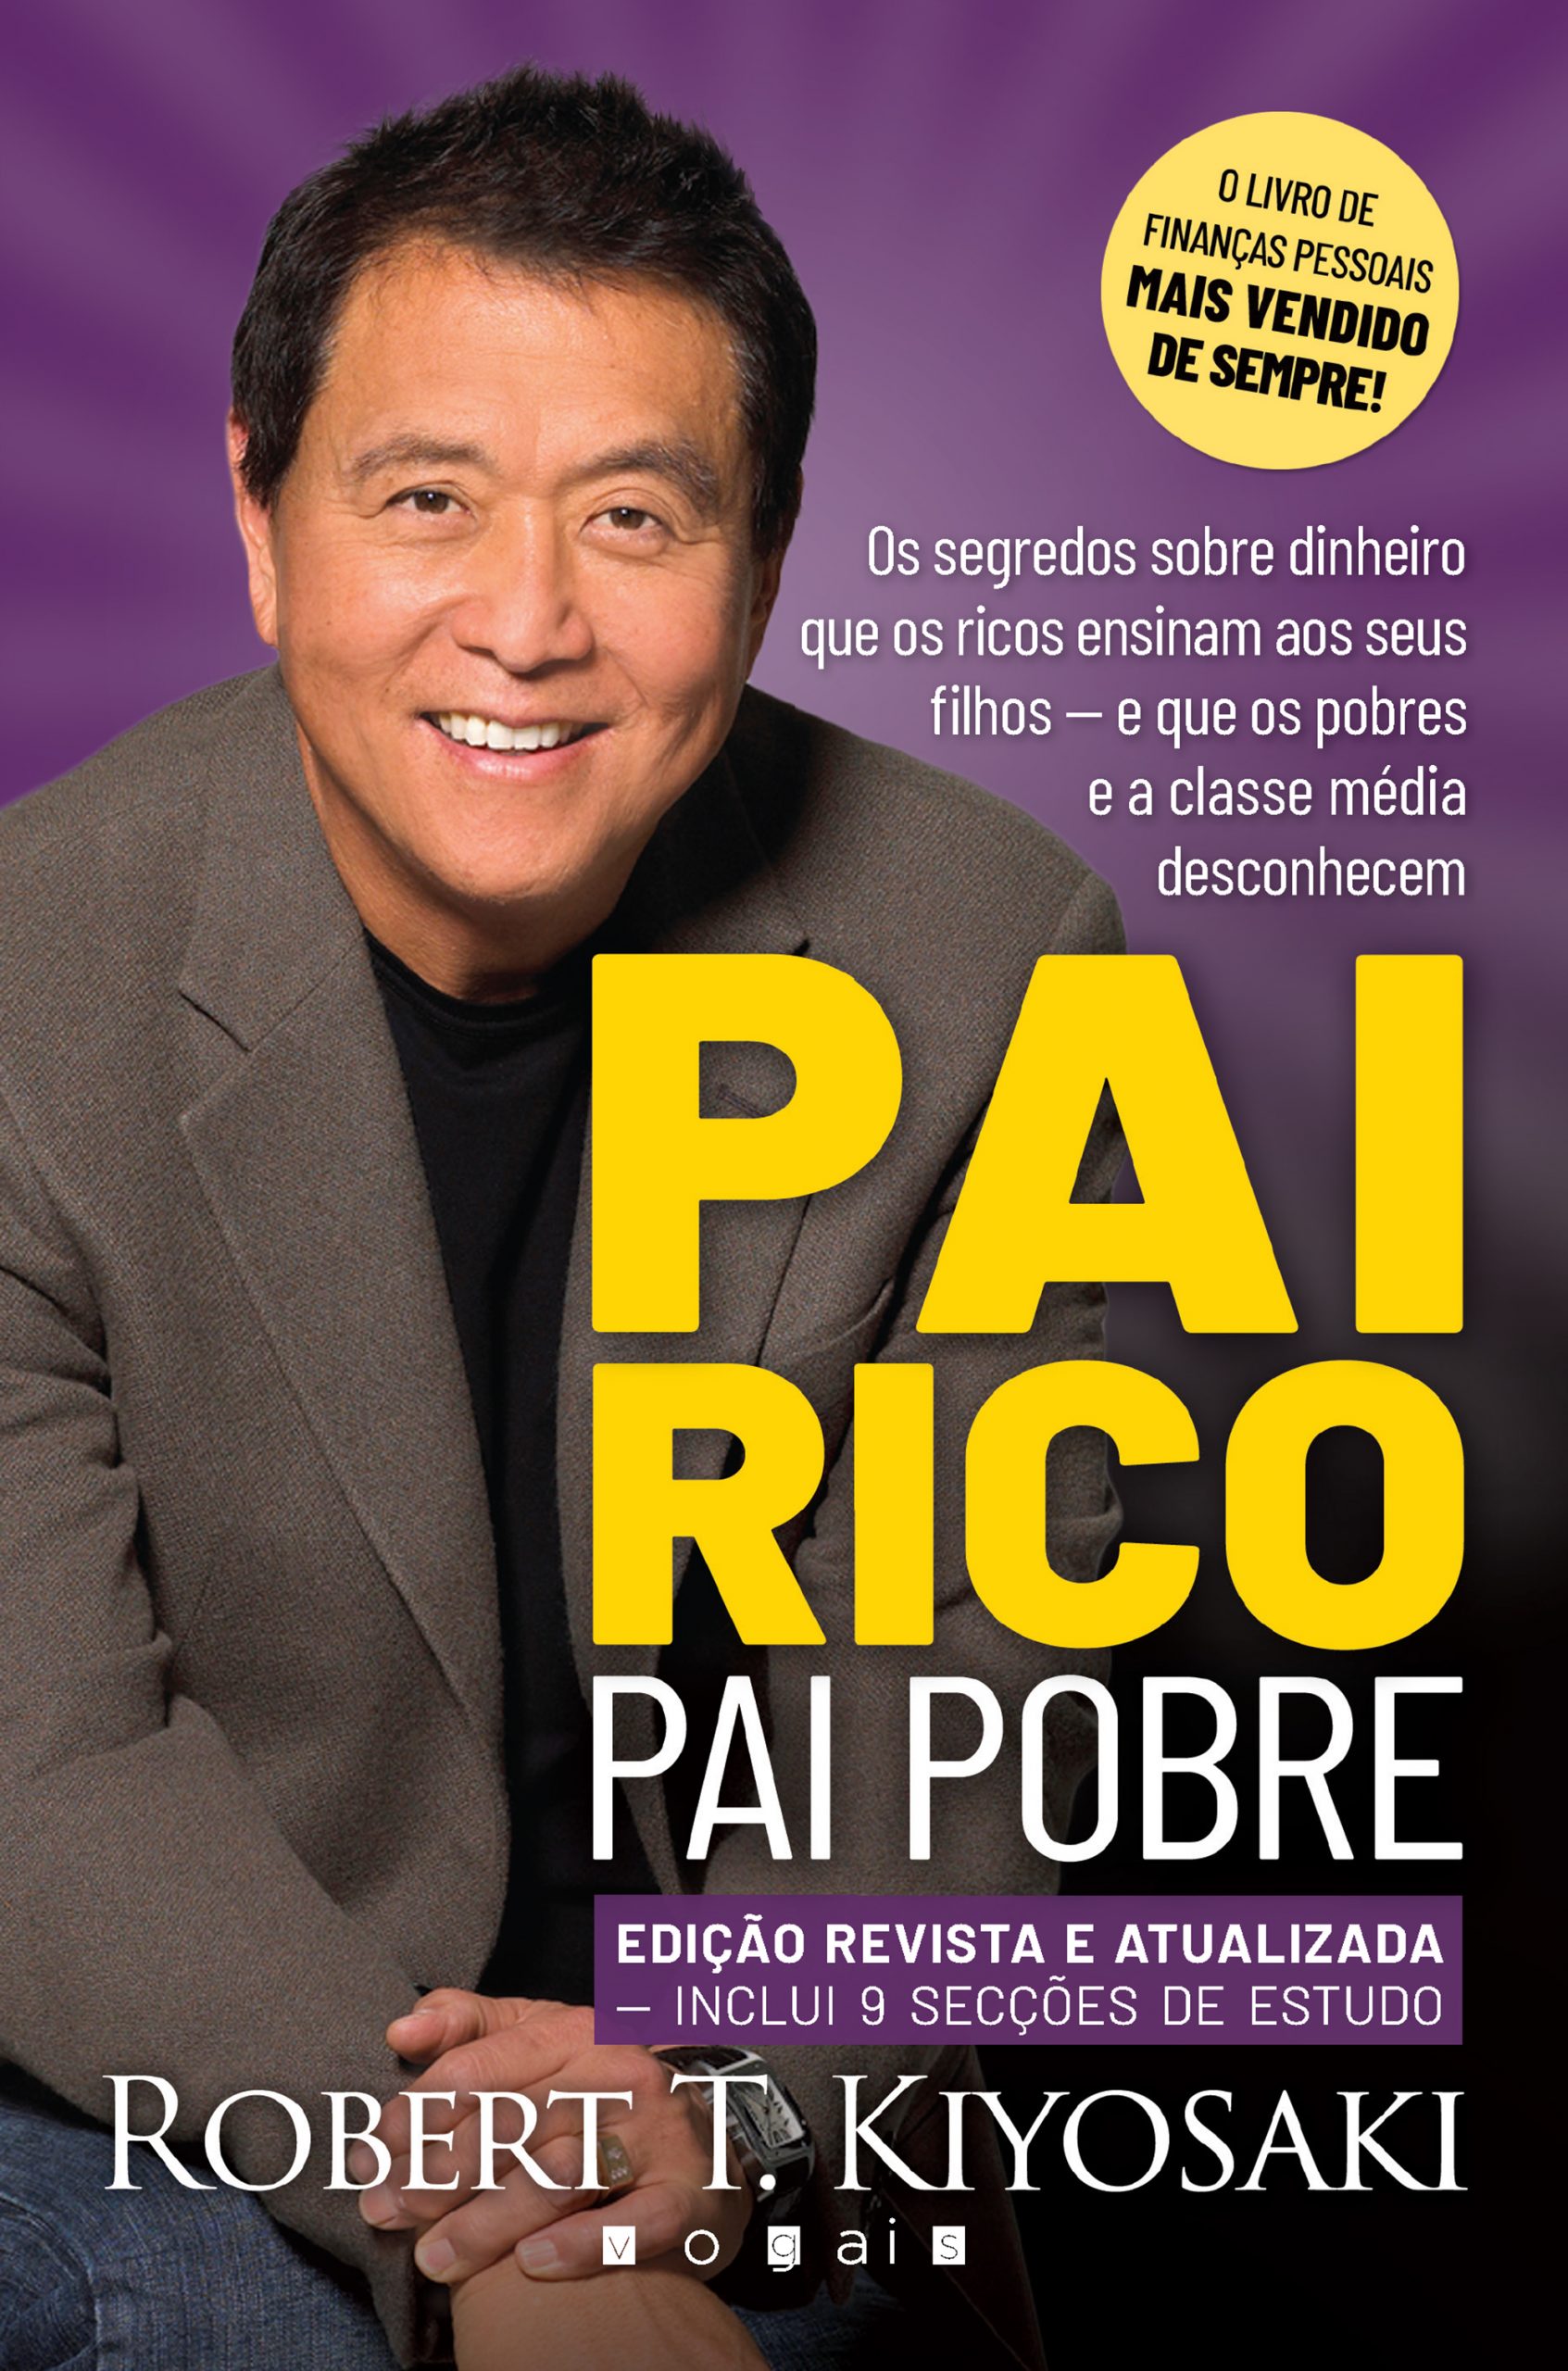 O LIVRO DE
FINANÇAS PESSOAIS
MAIS VENDIDO
DE SEMPRE!
Os segredos sobre dinheiro
que os ricos ensinam aos seus
filhos – e que os pobres
e a classe média
desconhecem
PAI
RICO
PAI POBRE
EDIÇÃO REVISTA E ATUALIZADA
– INCLUI 9 SECÇÕES DE ESTUDO
ROBERT T. KIYOSAKI
vogais